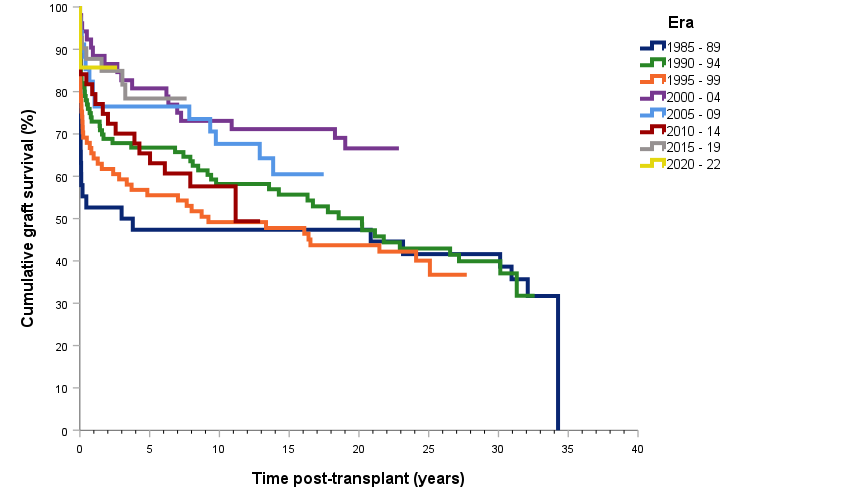 Era
1985 - 89
1990 - 94
1995 - 99
2000 - 04
2005 - 09
2010 - 14
2015 - 19
2020 - 22
Cumulative graft survival (%)
100
90
80
70
60
50
40
30
20
10
0
0 5 10 15 20 25 30 35 40
Time post-transplant (years)